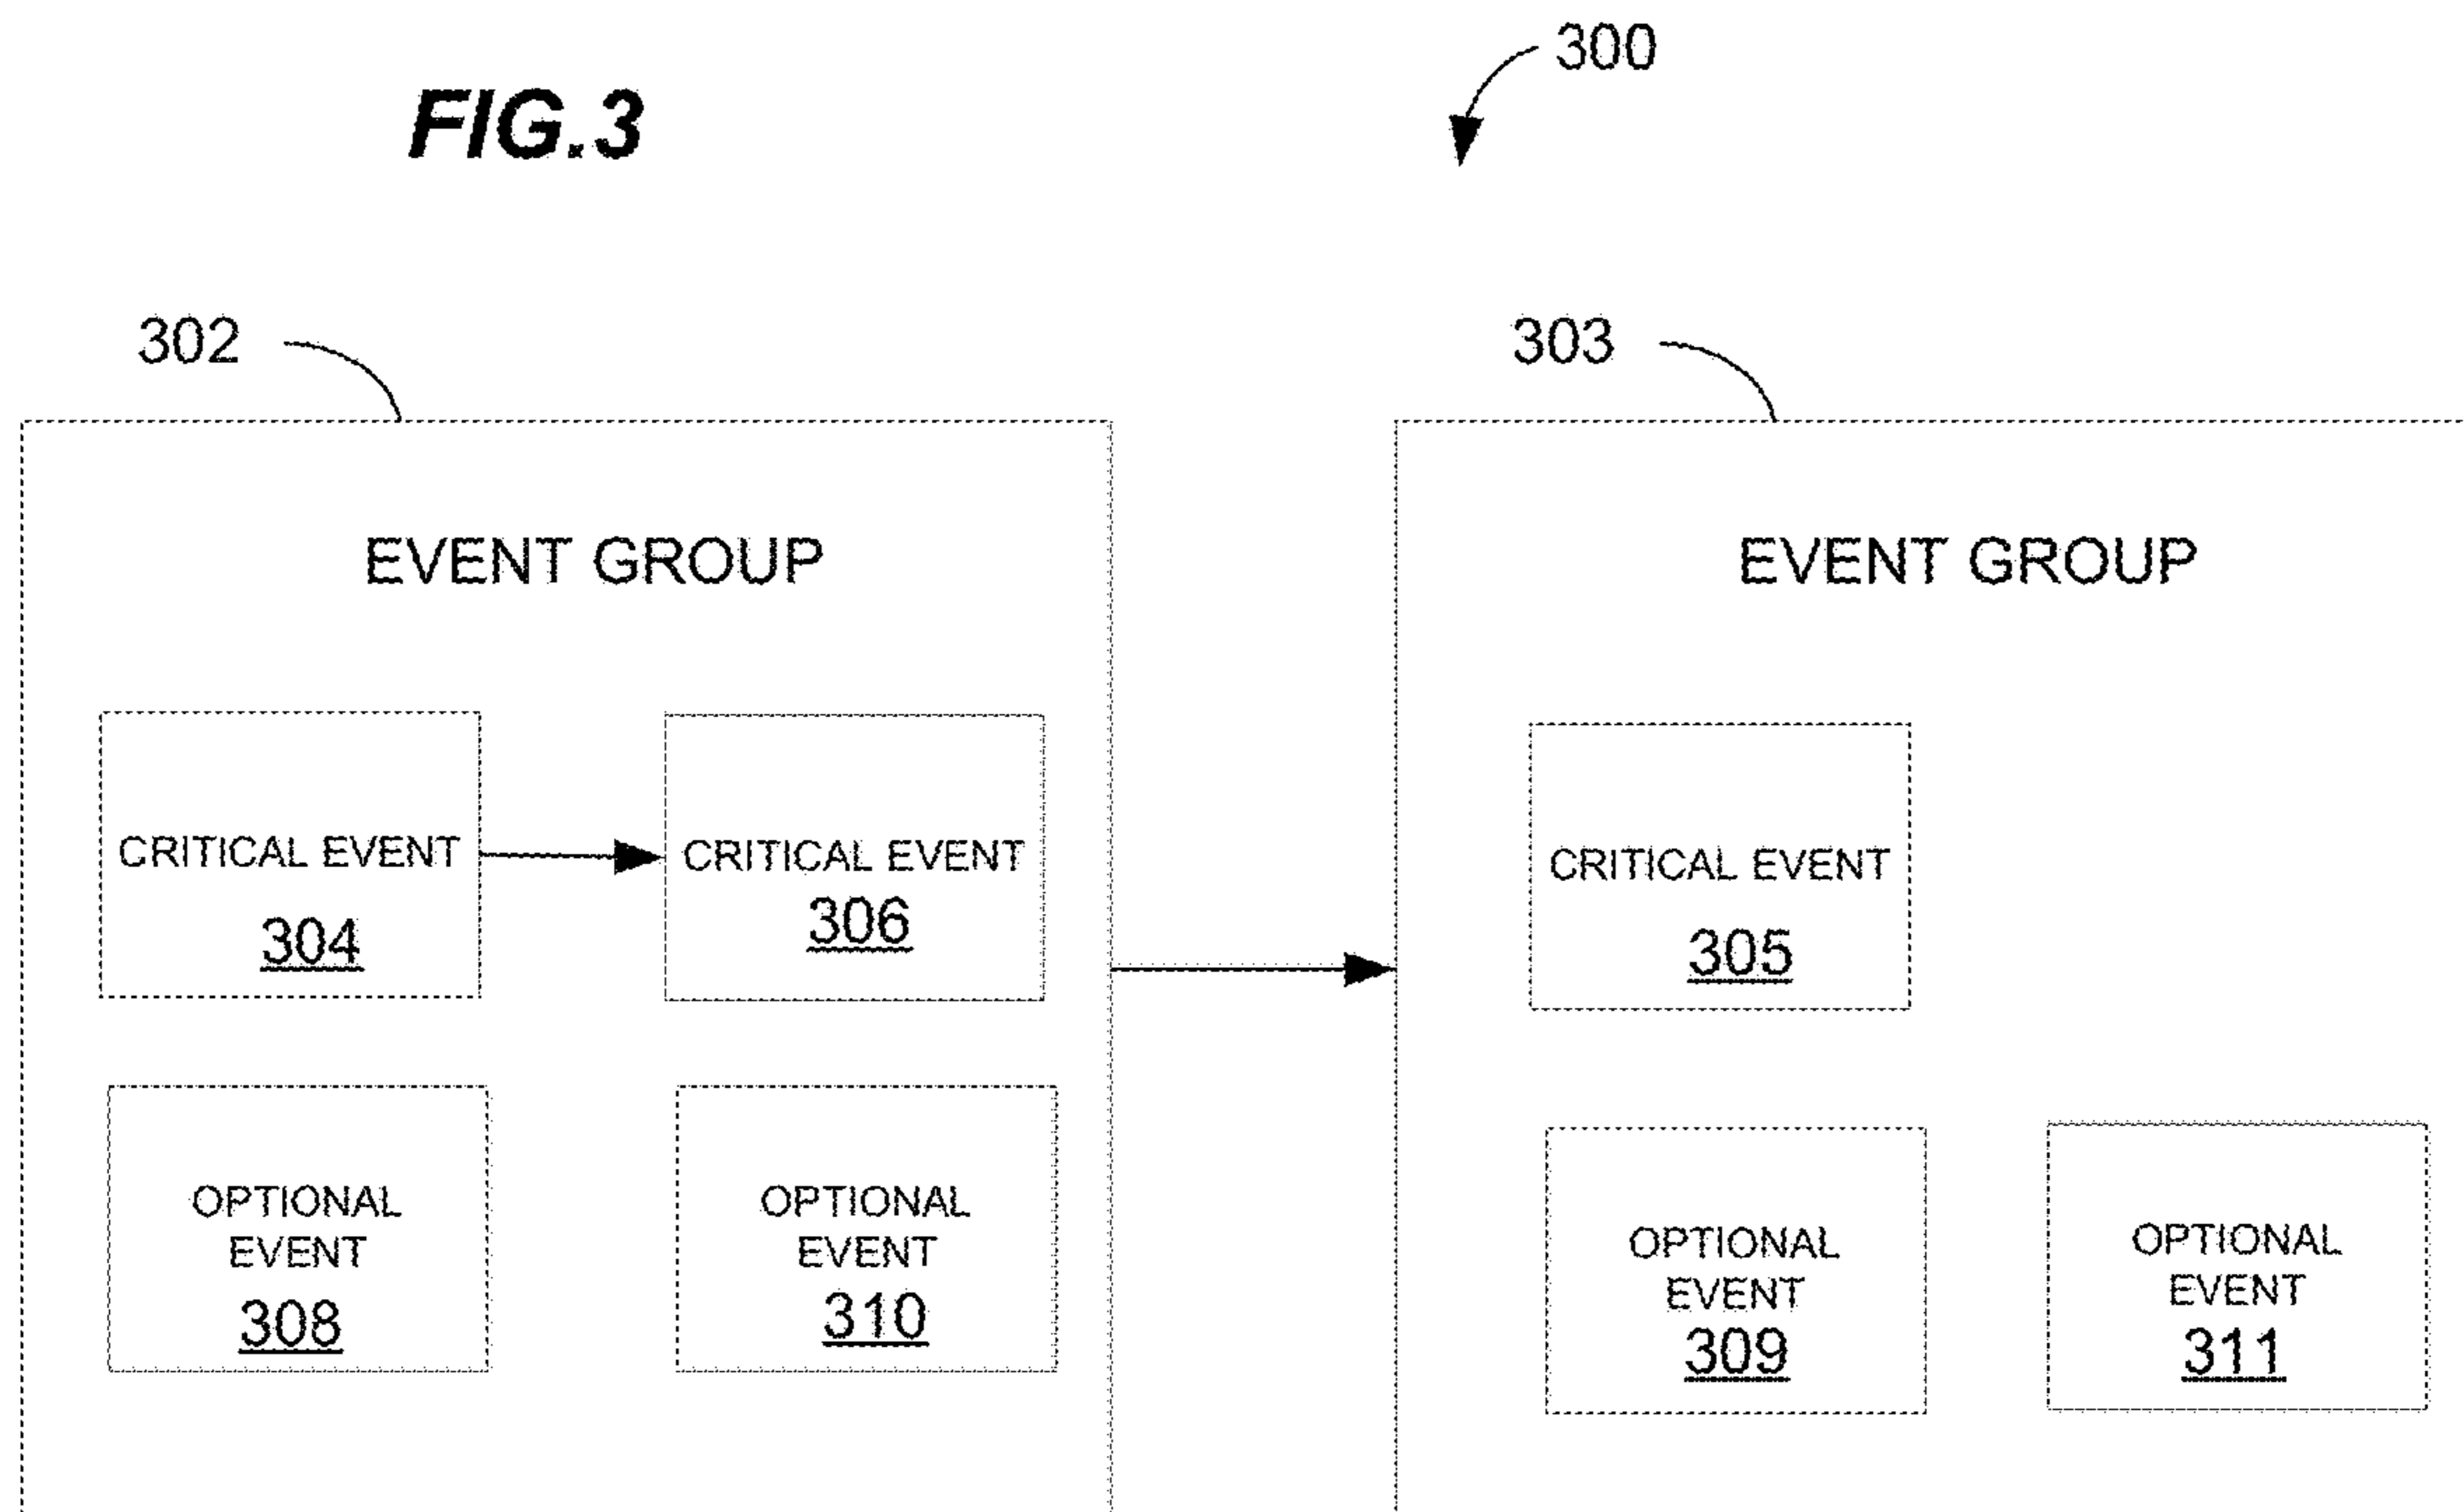 FIG.3
300
302
EVENT GROUP
CRITICAL EVENT
304
CRITICAL EVENT
306
OPTIONAL
EVENT
308
OPTIONAL
EVENT
310
303
EVENT GROUP
CRITICAL EVENT
305
OPTIONAL
EVENT
309
OPTIONAL
EVENT
311